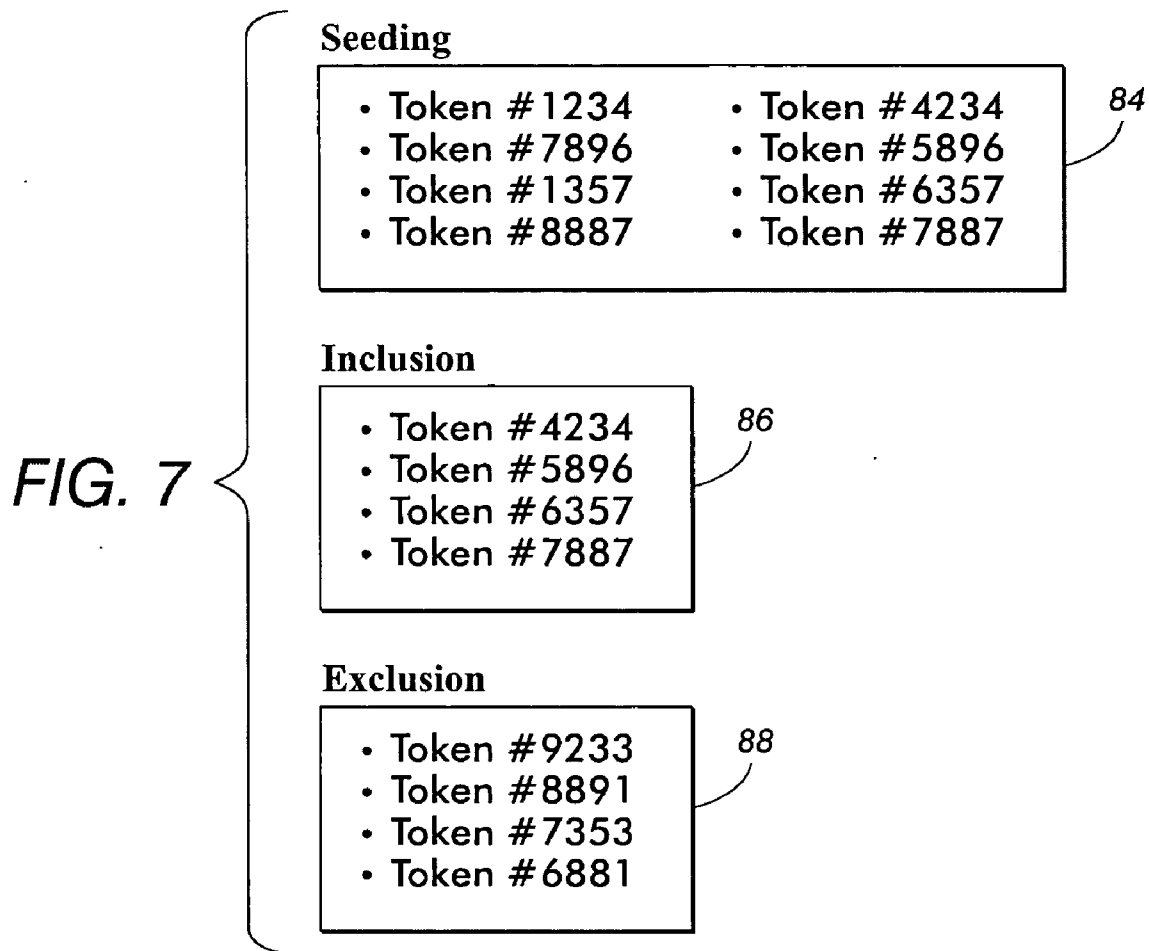 Seeding
• Token #1234
• Token #7896
• Token #1357
• Token #8887
• Token #4234
• Token #5896
• Token #6357
• Token #7887
84
Inclusion
• Token #4234
• Token #5896
• Token #6357
• Token #7887
86
FIG. 7
Exclusion
• Token #9233
• Token #8891
• Token #7353
• Token #6881
88